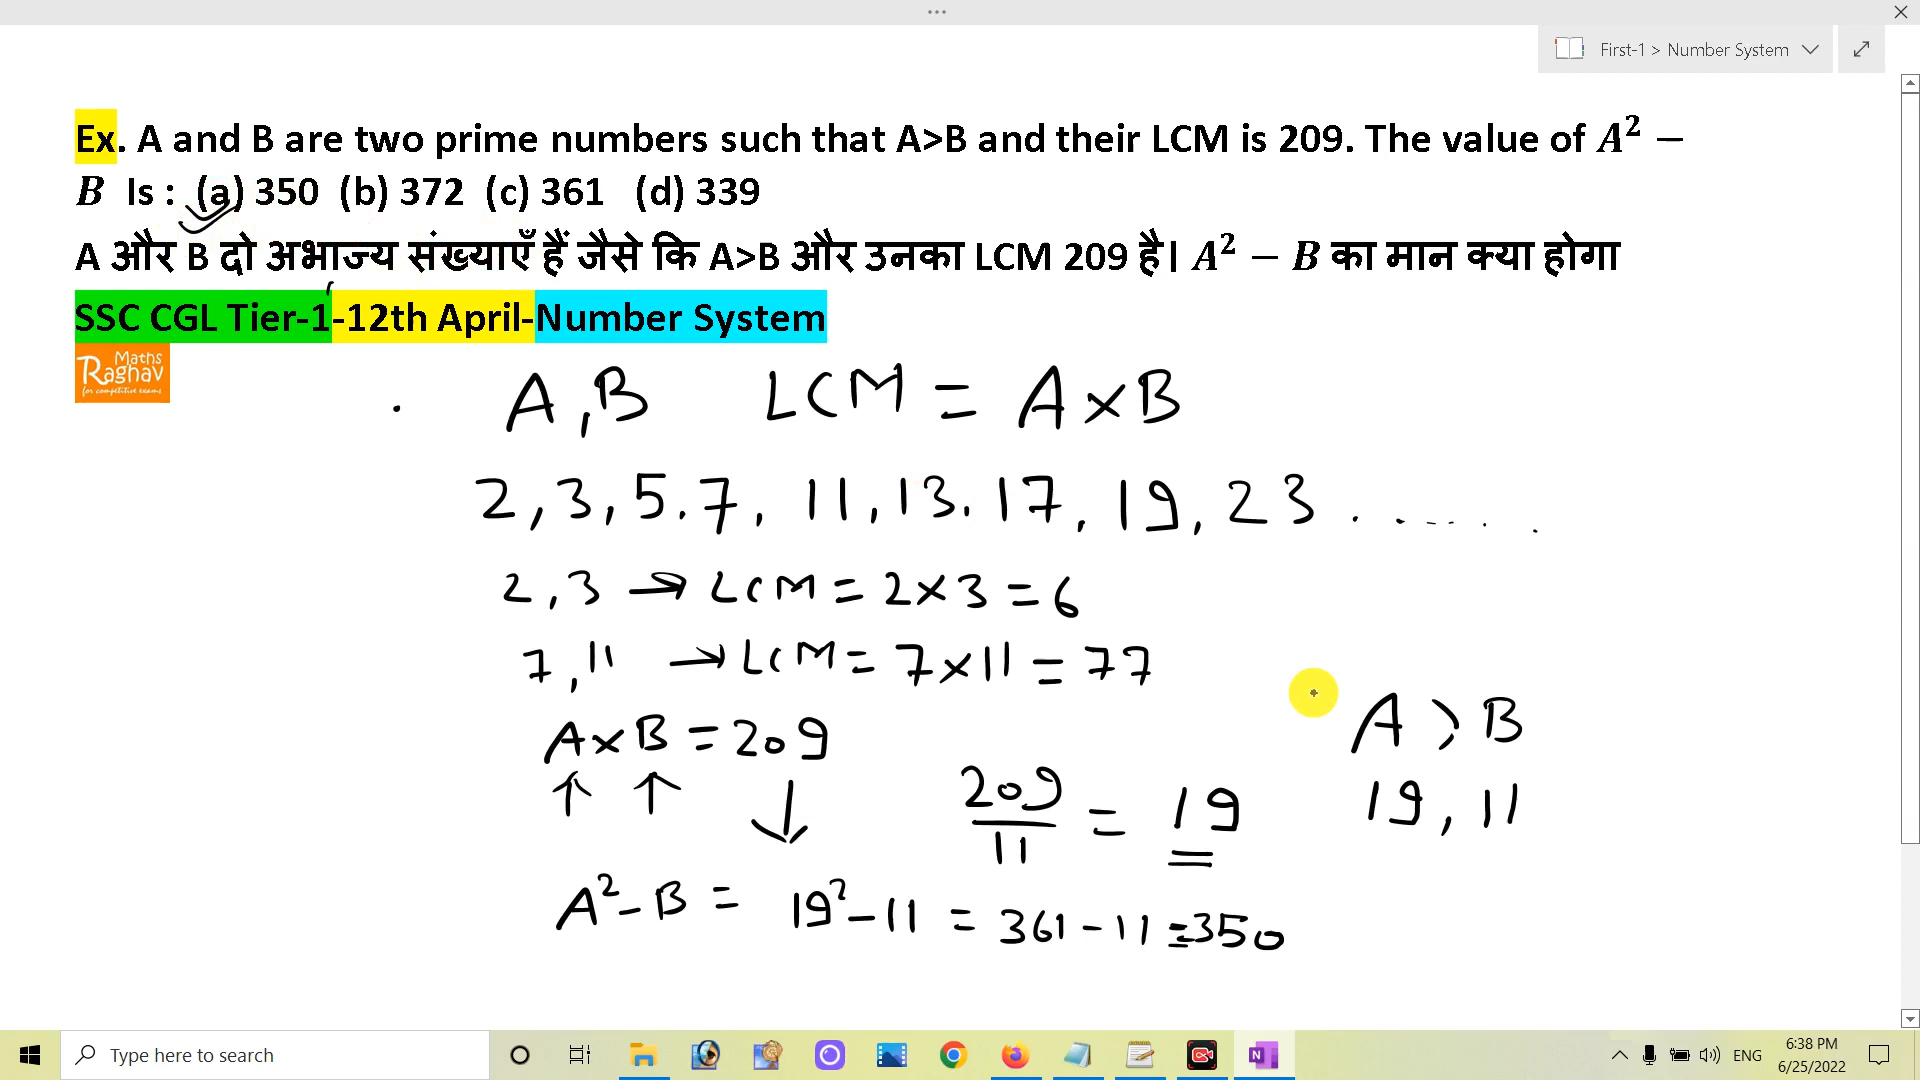 First-1 > Number System
Ex. A and B are two prime numbers such that A>B and their LCM is 209. The value of A² −
B Is : (a) 350 (b) 372 (c) 361 (d) 339
A और B दो अभाज्य संख्याएँ हैं जैसे कि A>B और उनका LCM 209 है। A² − B का मान क्या होगा
SSC CGL Tier-1-12th April-Number System
Maths
Raghav
for competitive exams
A, B LCM = A×B
2, 3, 5. 7, 11, 13. 17, 19, 23 ........
2, 3 → LCM = 2×3 = 6
7, 11 → LCM = 7×11 = 77
A×B = 209
A > B
209/11 = 19
19, 11
A²-B = 19²-11 = 361-11=350
Type here to search
ENG
6:38 PM
6/25/2022